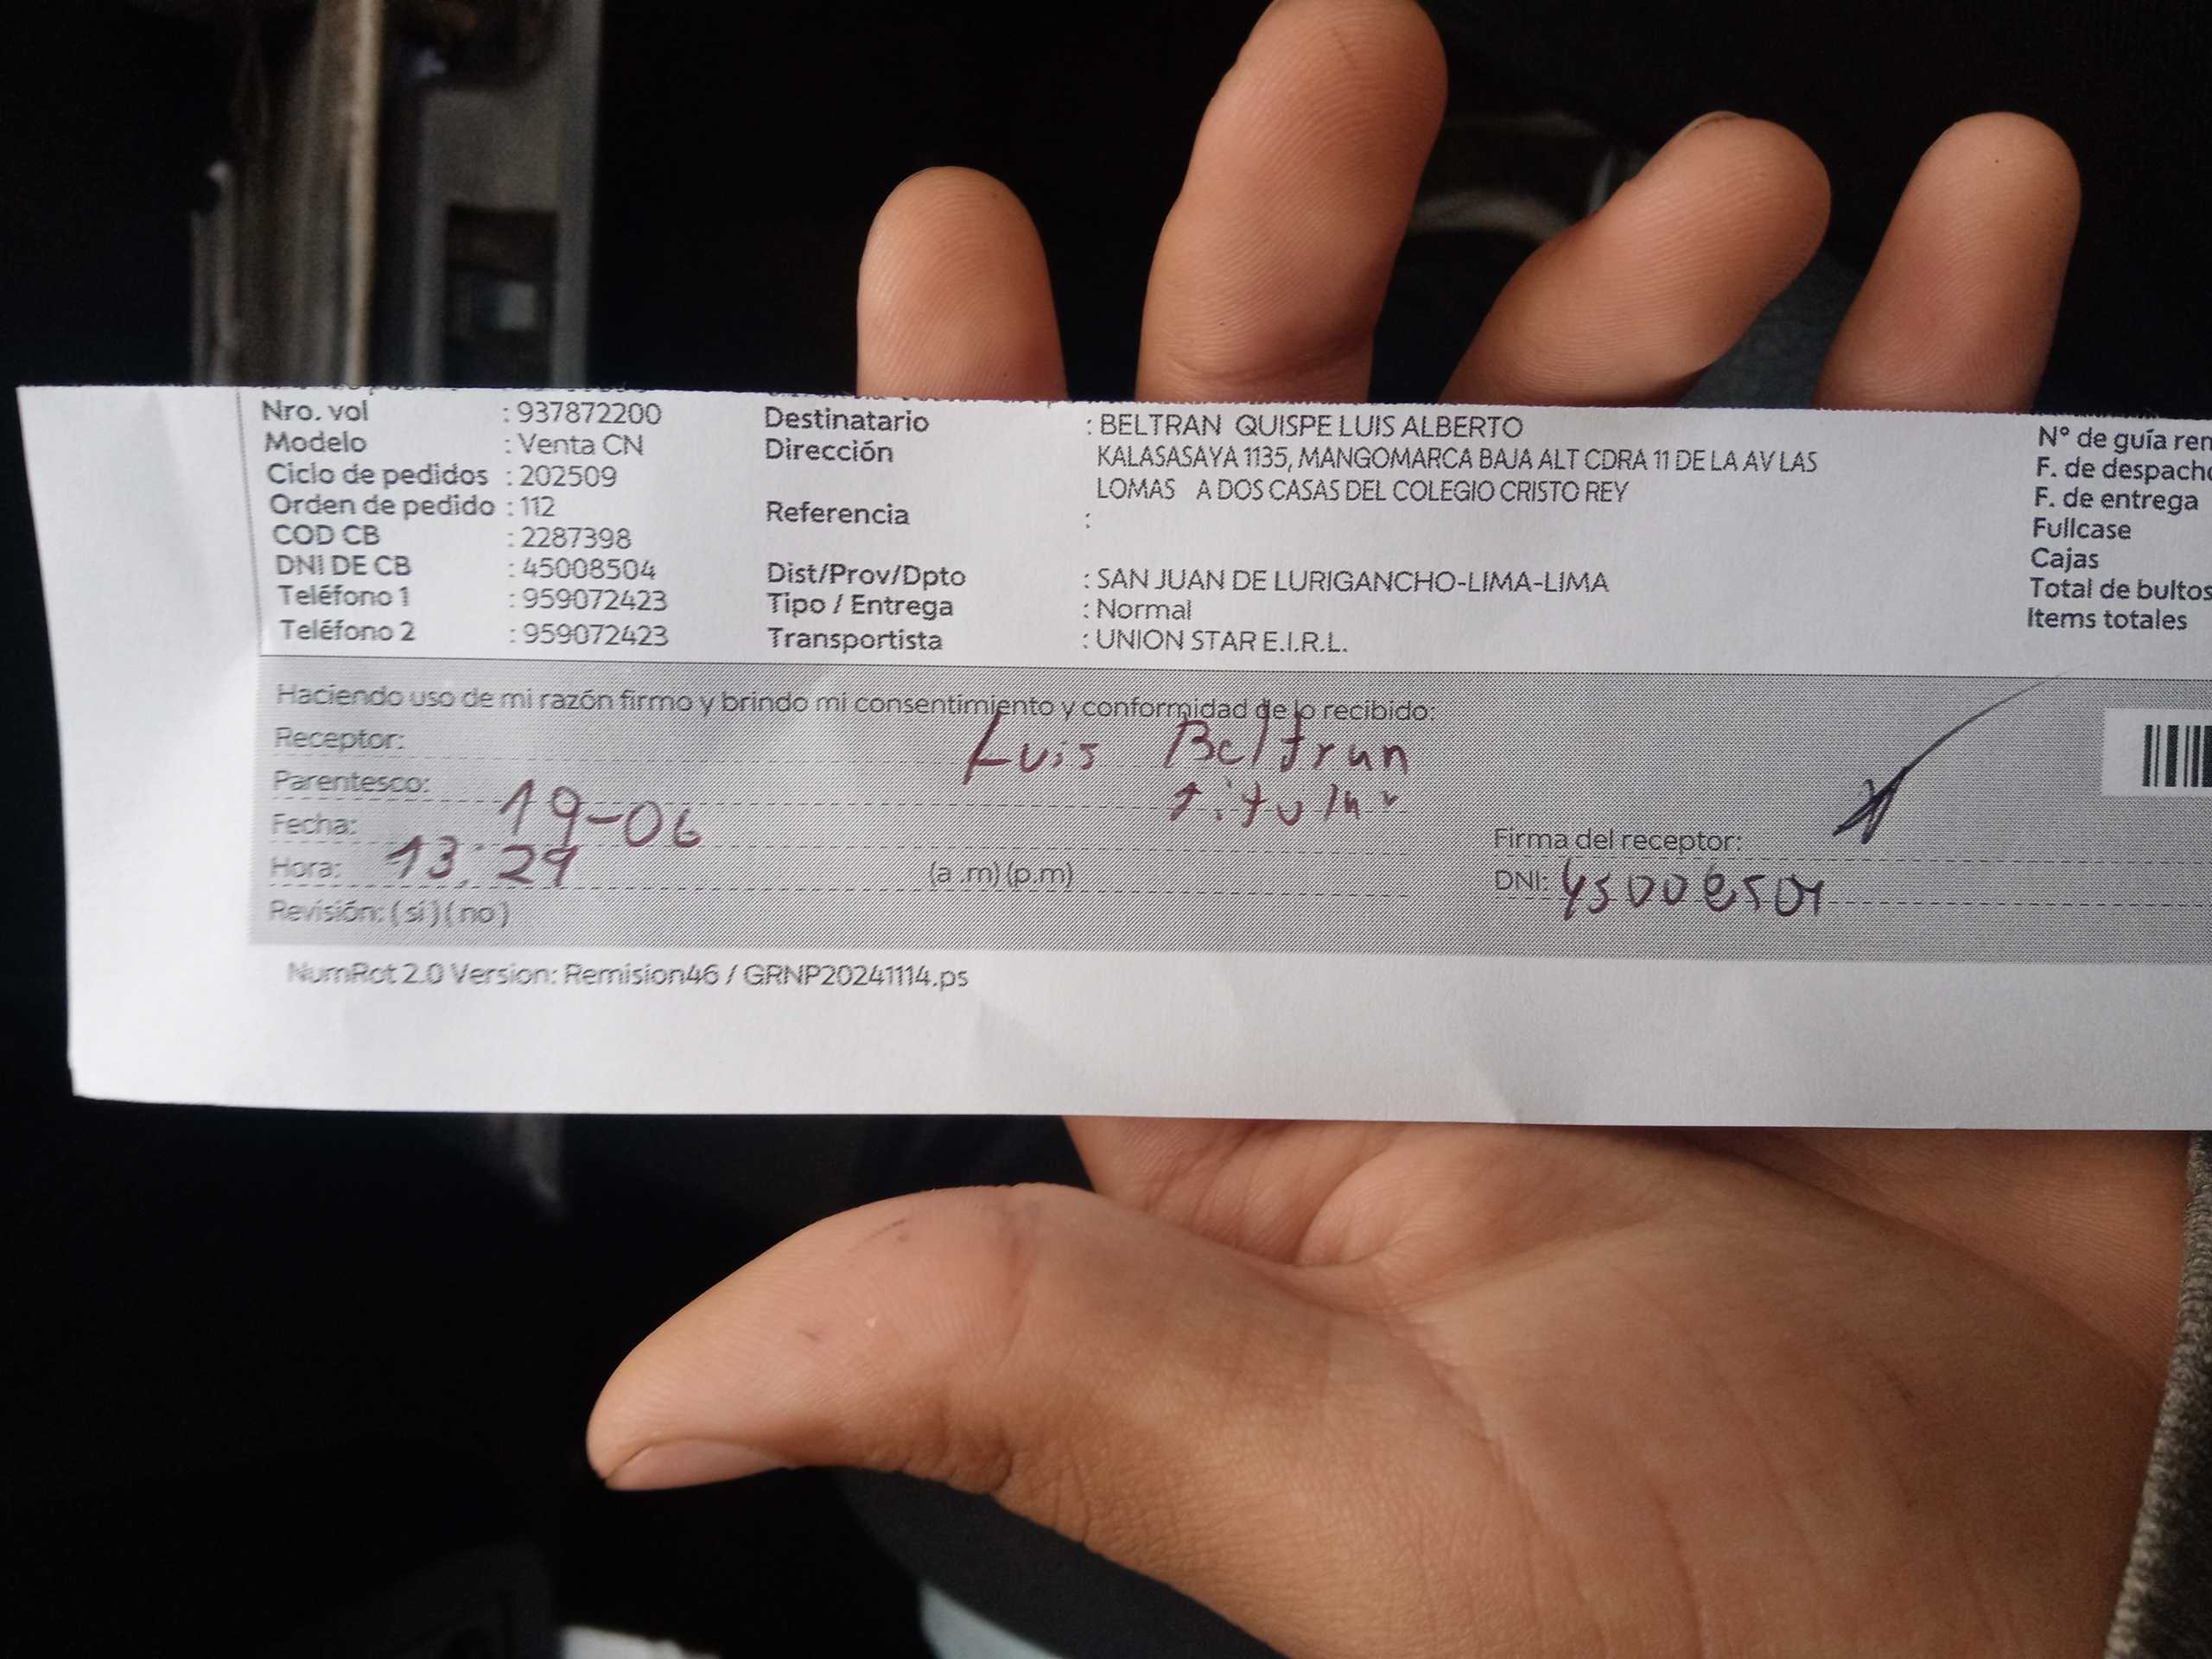 Nro. vol : 937872200
Modelo : Venta CN
Ciclo de pedidos : 202509
Orden de pedido : 112
COD CB : 2287398
DNI DE CB : 45008504
Teléfono 1 : 959072423
Teléfono 2 : 959072423
Destinatario : BELTRAN QUISPE LUIS ALBERTO
Dirección KALASASAYA 1135, MANGOMARCA BAJA ALT CDRA 11 DE LA AV LAS
LOMAS A DOS CASAS DEL COLEGIO CRISTO REY
Referencia :
Dist/Prov/Dpto : SAN JUAN DE LURIGANCHO-LIMA-LIMA
Tipo / Entrega : Normal
Transportista : UNION STAR E.I.R.L.
N° de guía rem
F. de despacho
F. de entrega
Fullcase
Cajas
Total de bultos
Items totales
Haciendo uso de mi razón firmo y brindo mi consentimiento y conformidad de lo recibido:
Receptor: Luis Beltran
Parentesco: titular
Fecha: 19-06
Hora: 13:29 (a .m) (p.m)
Revisión: ( si ) ( no )
Firma del receptor:
DNI: 45008504
NumRot 2.0 Version: Remision46 / GRNP20241114.ps